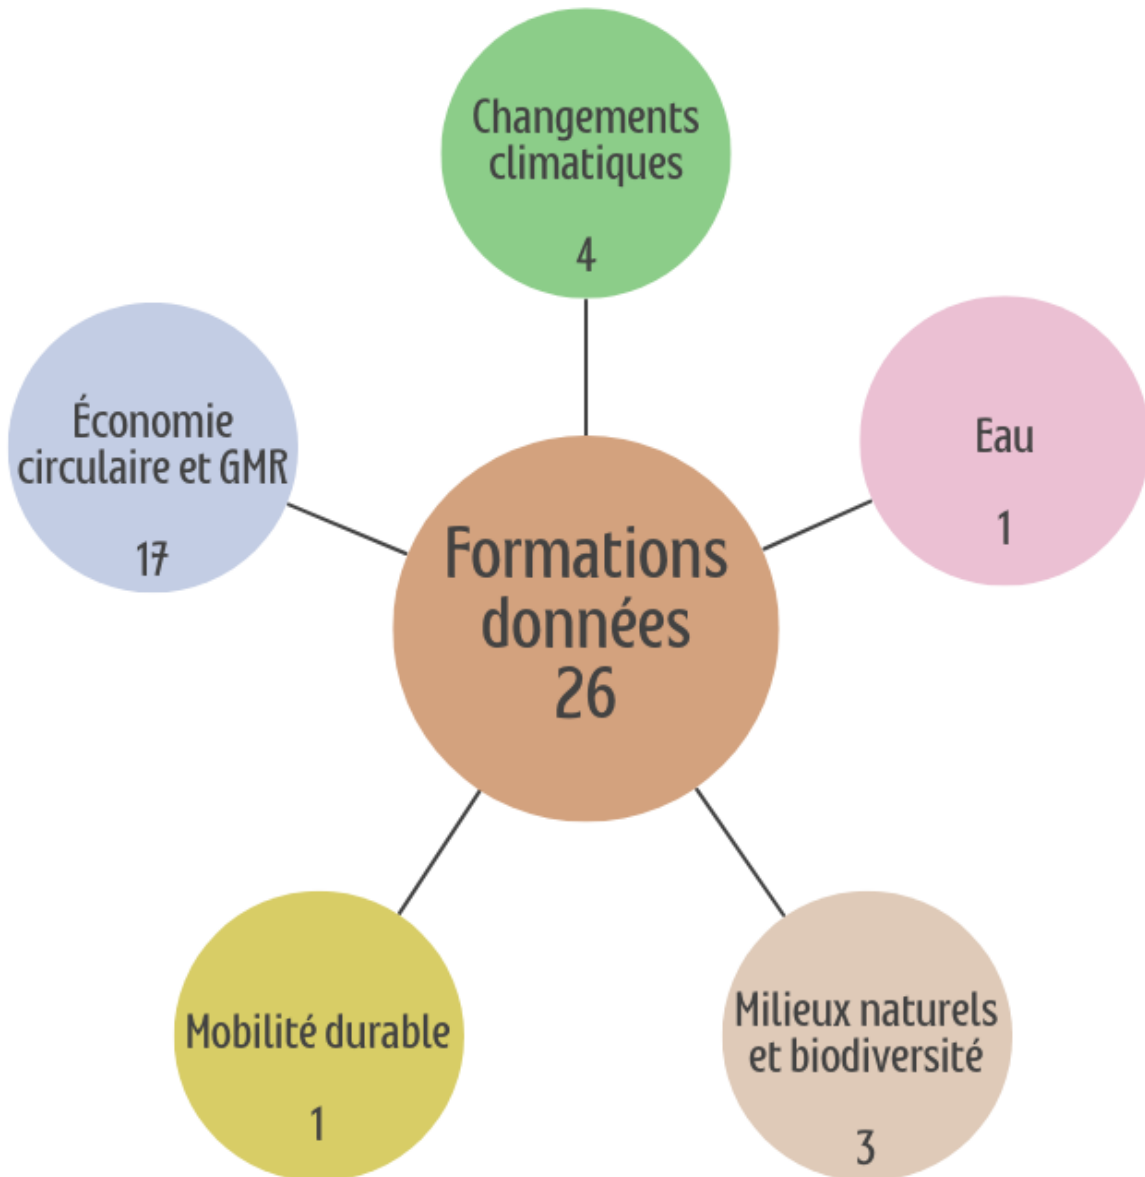 Changements
climatiques
4
Eau
1
Économie
circulaire et GMR
17
Formations
données
26
Mobilité durable
1
Milieux naturels
et biodiversité
3